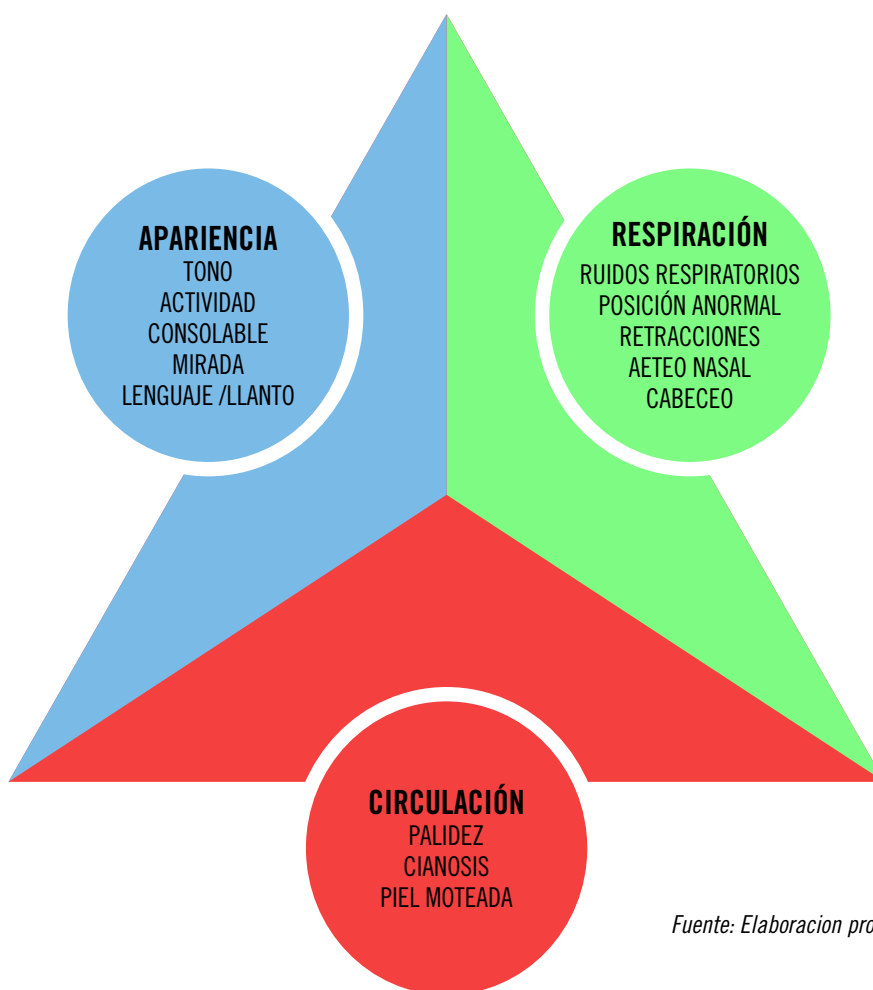 APARIENCIA
TONO
ACTIVIDAD
CONSOLABLE
MIRADA
LENGUAJE /LLANTO
RESPIRACIÓN
RUIDOS RESPIRATORIOS
POSICIÓN ANORMAL
RETRACCIONES
AETEO NASAL
CABECEO
CIRCULACIÓN
PALIDEZ
CIANOSIS
PIEL MOTEADA
Fuente: Elaboracion pro